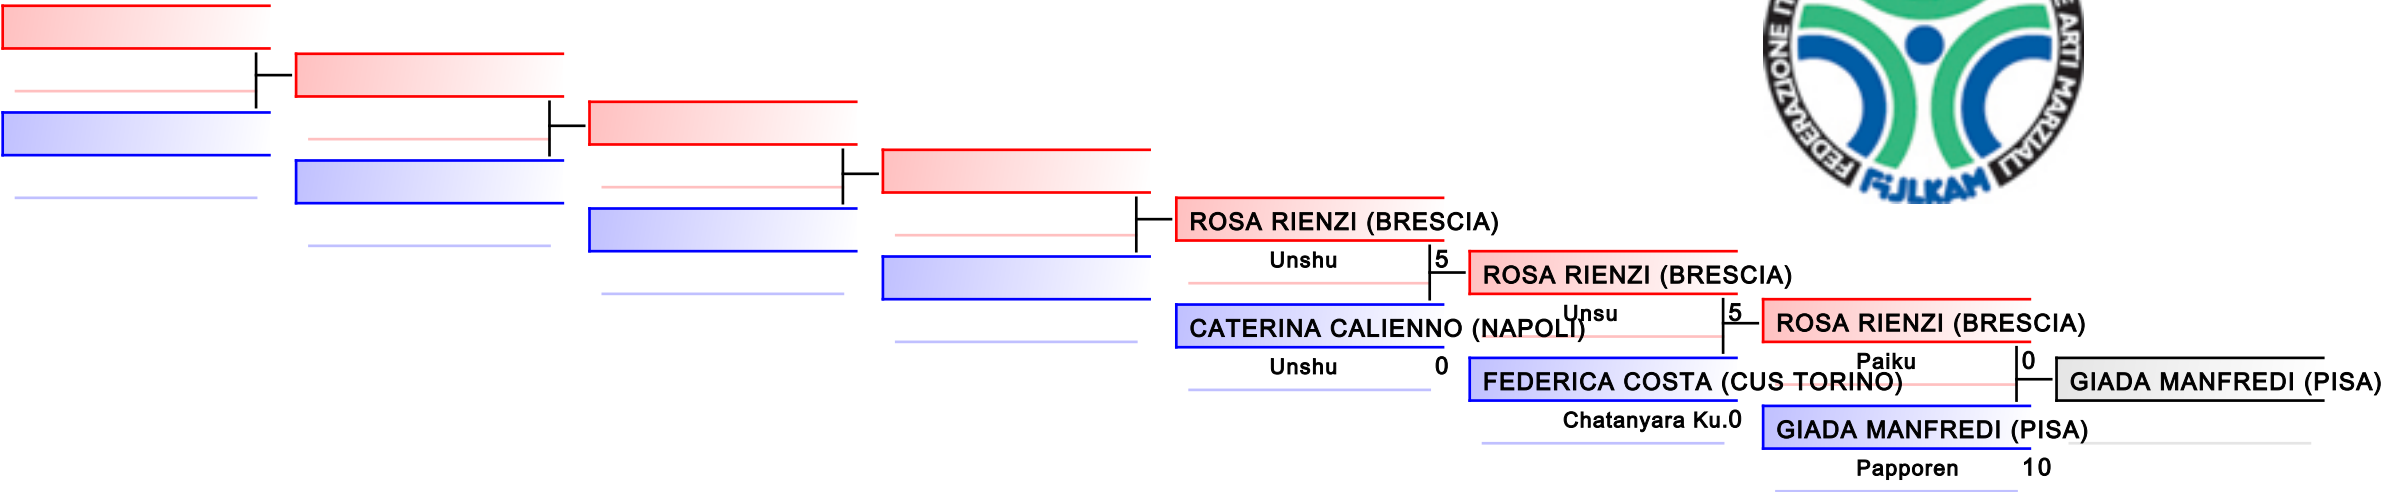 FEDERAZIONE IT
E ARTI MARZIALI
FIJLKAM
ROSA RIENZI (BRESCIA)
Unshu 5
CATERINA CALIENNO (NAPOLI)
Unshu 0
ROSA RIENZI (BRESCIA)
Unsu 5
FEDERICA COSTA (CUS TORINO)
Chatanyara Ku.0
ROSA RIENZI (BRESCIA)
Paiku 0
GIADA MANFREDI (PISA)
Papporen 10
GIADA MANFREDI (PISA)